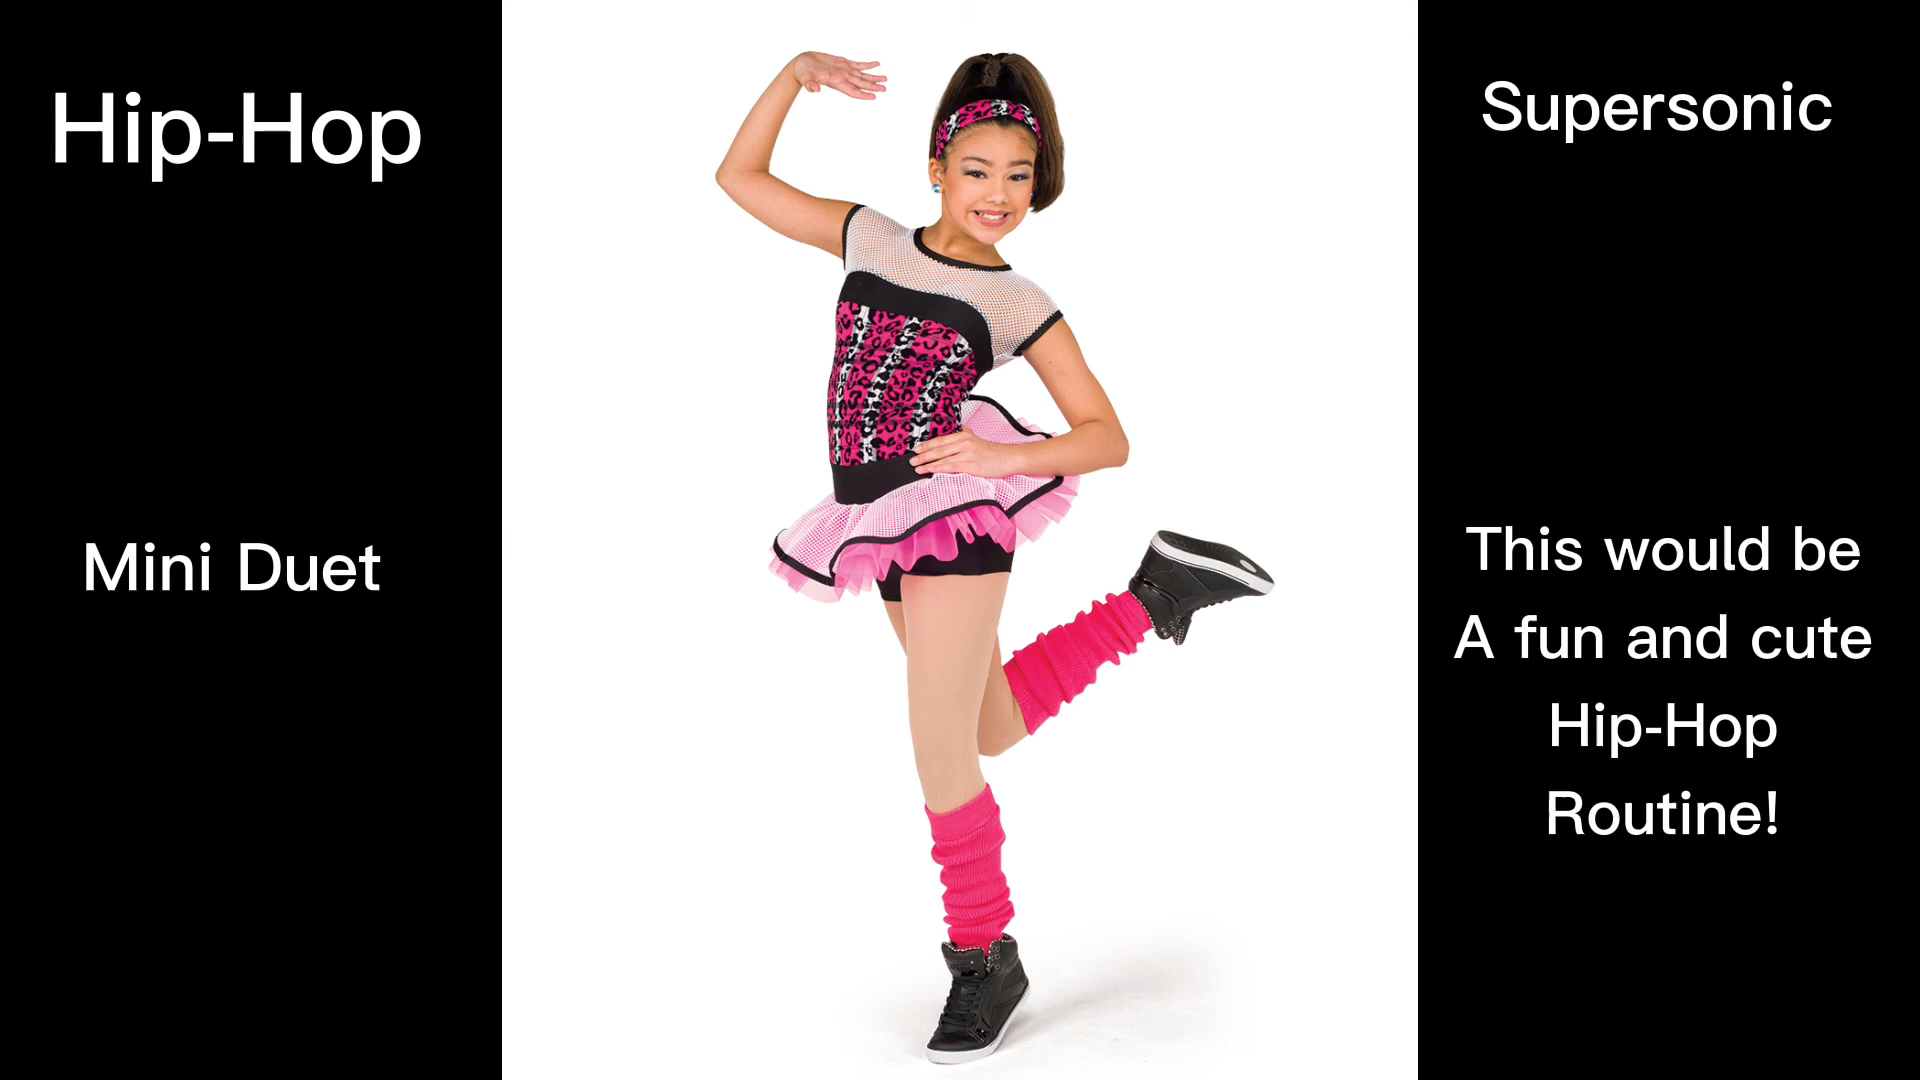 Hip-Hop
Mini Duet
Supersonic
This would be
A fun and cute
Hip-Hop
Routine!